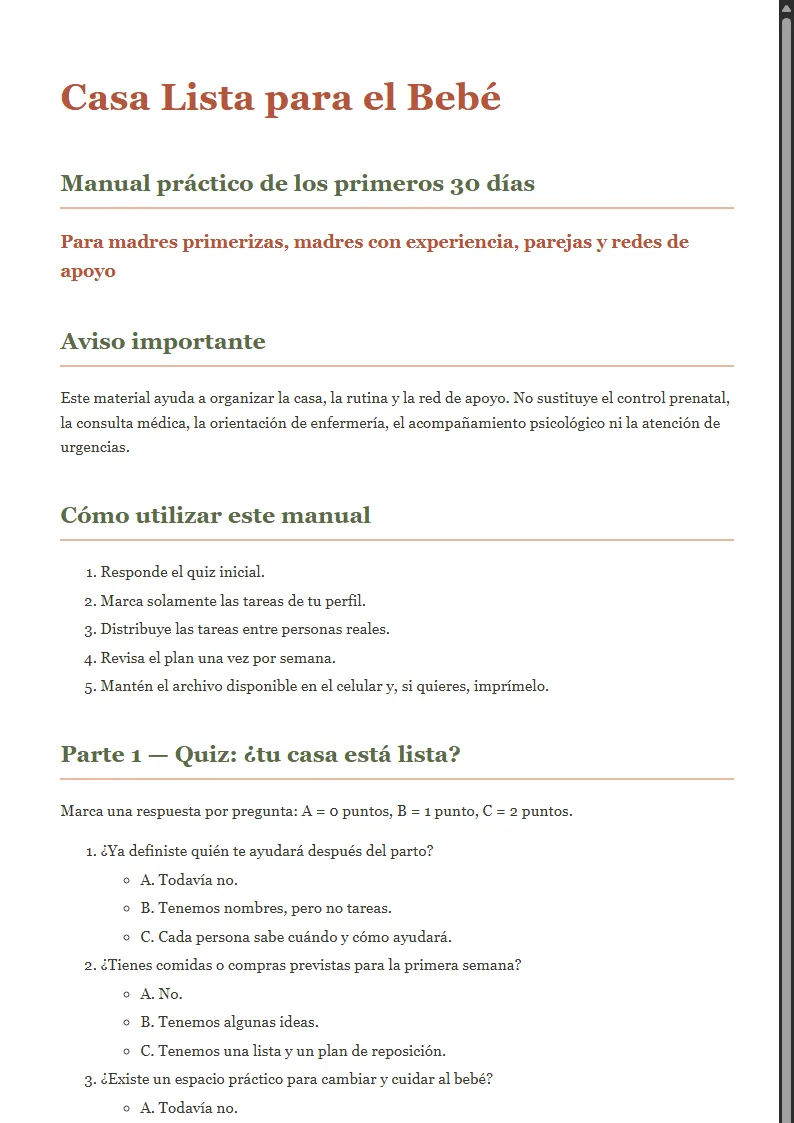 Casa Lista para el Bebé
Manual práctico de los primeros 30 días
Para madres primerizas, madres con experiencia, parejas y redes de
apoyo
Aviso importante
Este material ayuda a organizar la casa, la rutina y la red de apoyo. No sustituye el control prenatal,
la consulta médica, la orientación de enfermería, el acompañamiento psicológico ni la atención de
urgencias.
Cómo utilizar este manual
1. Responde el quiz inicial.
2. Marca solamente las tareas de tu perfil.
3. Distribuye las tareas entre personas reales.
4. Revisa el plan una vez por semana.
5. Mantén el archivo disponible en el celular y, si quieres, imprímelo.
Parte 1 — Quiz: ¿tu casa está lista?
Marca una respuesta por pregunta: A = 0 puntos, B = 1 punto, C = 2 puntos.
1. ¿Ya definiste quién te ayudará después del parto?
◦ A. Todavía no.
◦ B. Tenemos nombres, pero no tareas.
◦ C. Cada persona sabe cuándo y cómo ayudará.
2. ¿Tienes comidas o compras previstas para la primera semana?
◦ A. No.
◦ B. Tenemos algunas ideas.
◦ C. Tenemos una lista y un plan de reposición.
3. ¿Existe un espacio práctico para cambiar y cuidar al bebé?
◦ A. Todavía no.